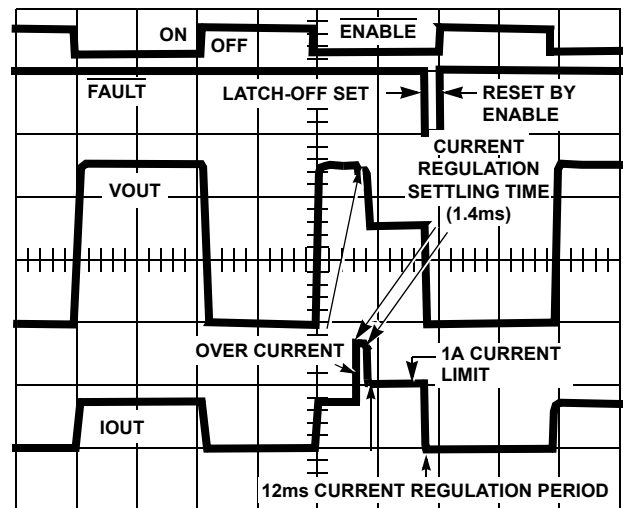 ON
OFF
ENABLE
FAULT
LATCH-OFF SET
RESET BY
ENABLE
CURRENT
REGULATION
SETTLING TIME
(1.4ms)
VOUT
OVER CURRENT
1A CURRENT
LIMIT
IOUT
12ms CURRENT REGULATION PERIOD